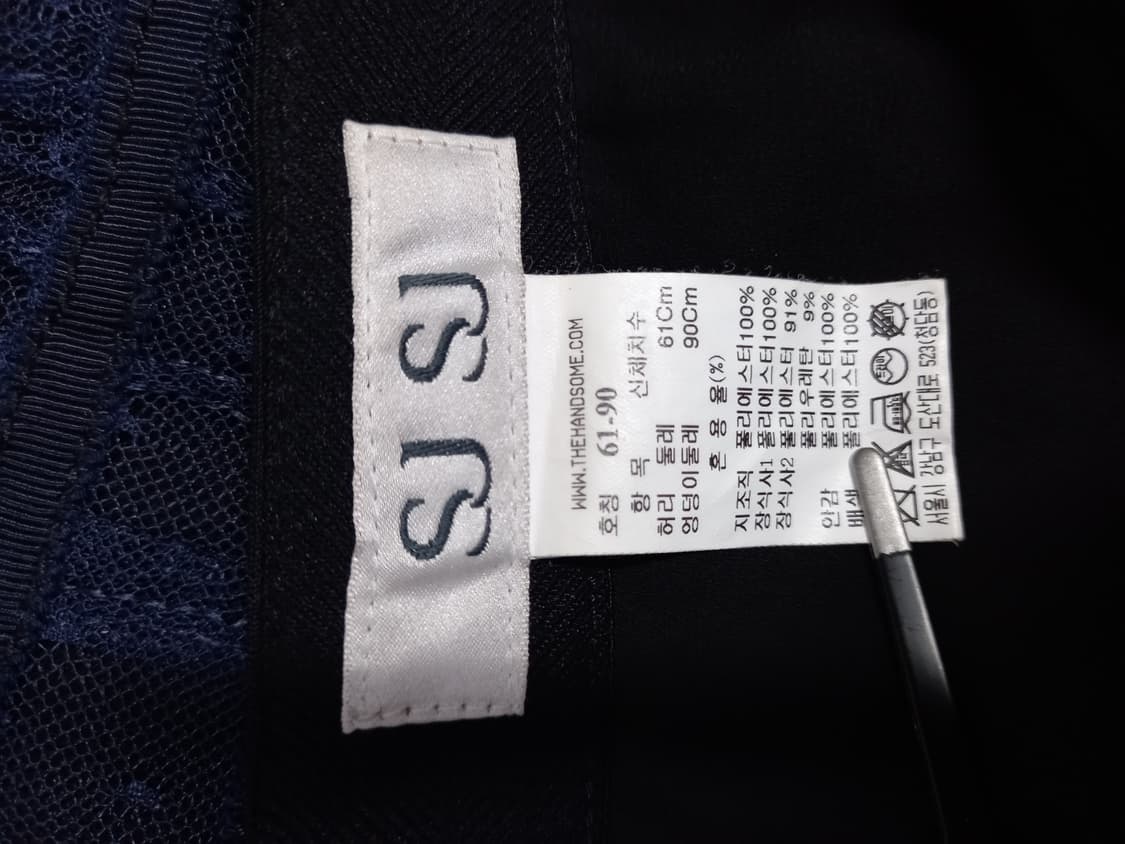 SJ SJ
WWW.THEHANDSOME.COM
호칭 61-90
항 목 신체치수
허리 둘레 61Cm
엉덩이둘레 90Cm
혼 용 율(%)
지조직 폴리에스터100%
장식사1 폴리에스터100%
장식사2 폴리에스터 91%
폴리우레탄 9%
안감 폴리에스터100%
배색 폴리에스터100%
서울시 강남구 도산대로 523(청담동)